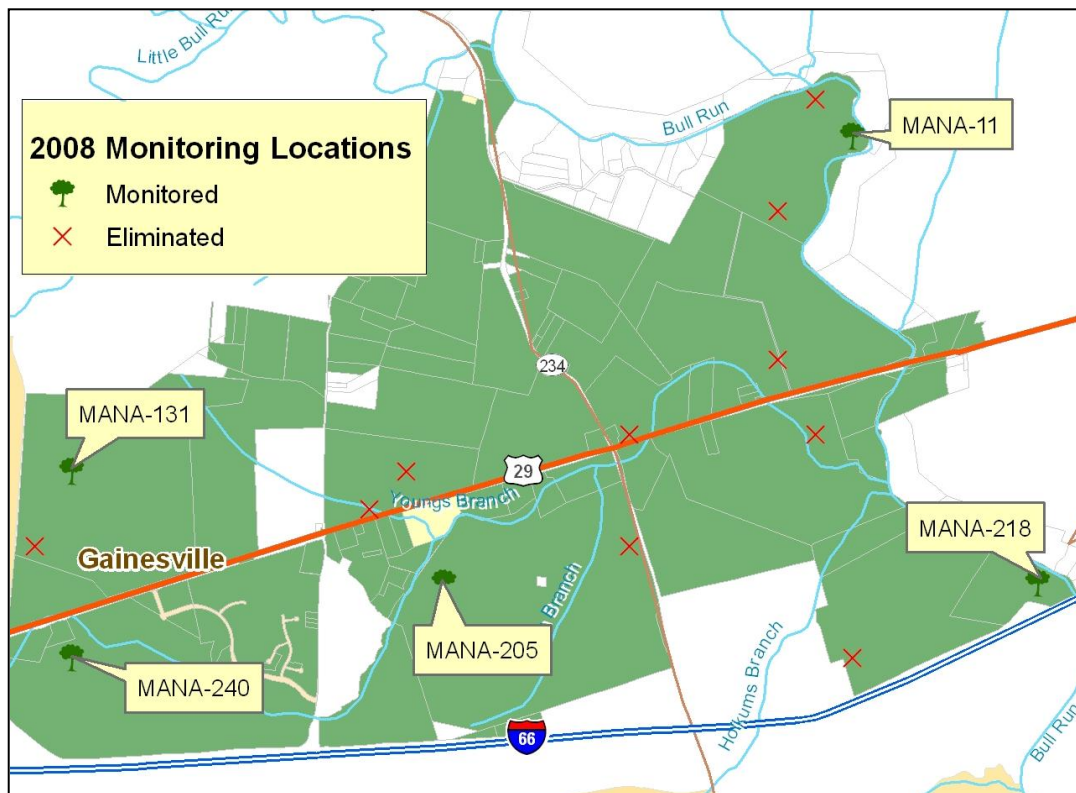 Little Bull Run
2008 Monitoring Locations
Monitored
Eliminated
Bull Run
MANA-11
234
MANA-131
29
Youngs Branch
MANA-218
Gainesville
Branch
MANA-205
MANA-240
Holkums Branch
66
Bull Run